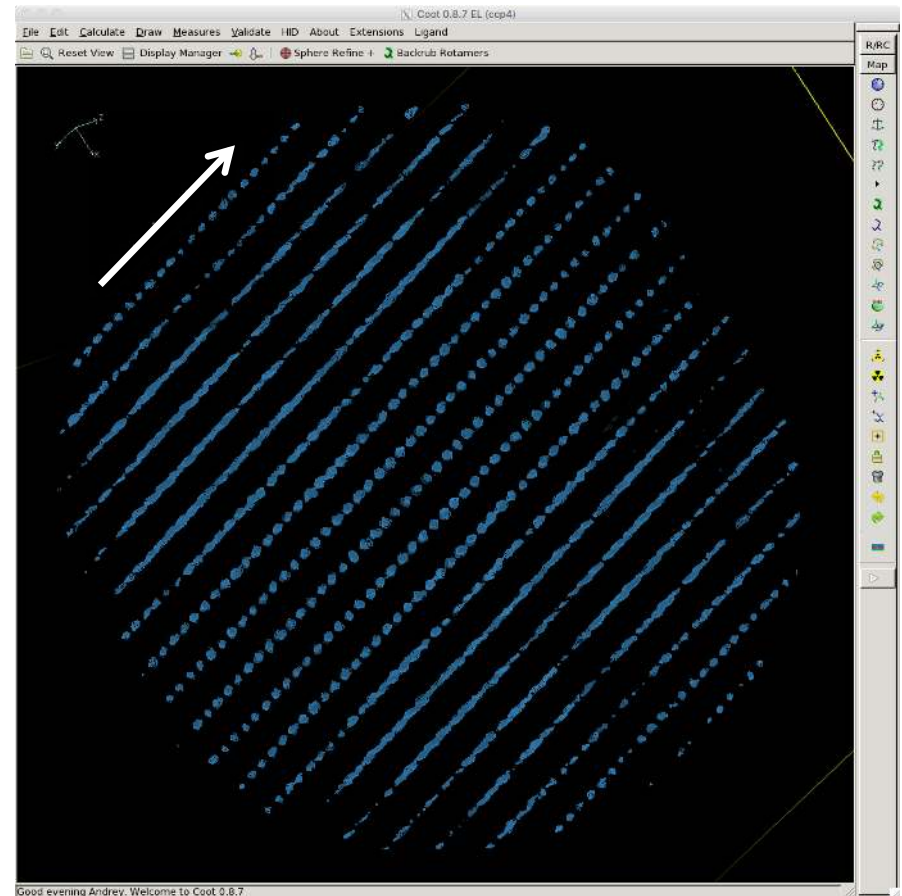 Coot 0.8.7 EL (ccp4)
File Edit Calculate Draw Measures Validate HID About Extensions Ligand
Reset View Display Manager Sphere Refine + Backrub Rotamers
R/RC
Map
Good evening Andrey. Welcome to Coot 0.8.7